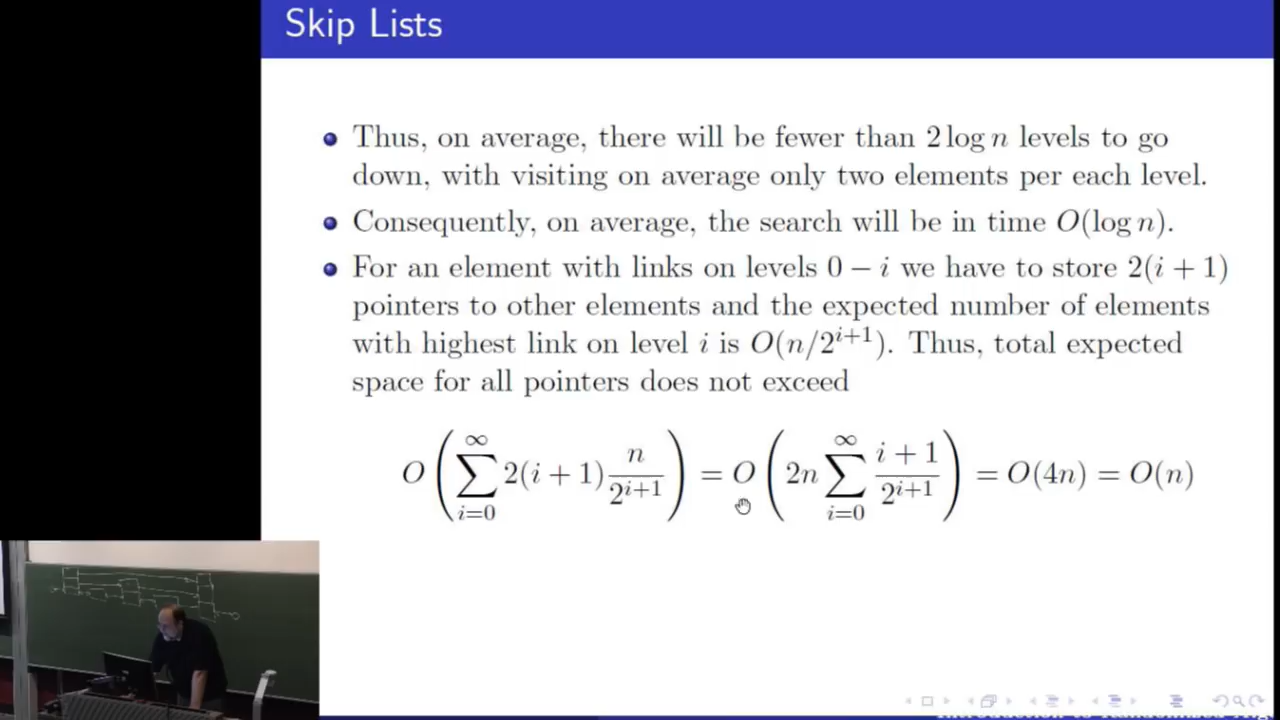 Skip Lists
Thus, on average, there will be fewer than 2 log n levels to go
down, with visiting on average only two elements per each level.
Consequently, on average, the search will be in time O(log n).
For an element with links on levels 0 − i we have to store 2(i + 1)
pointers to other elements and the expected number of elements
with highest link on level i is O(n/2^{i+1}). Thus, total expected
space for all pointers does not exceed
O(∑_{i=0}^{∞} 2(i + 1) n/2^{i+1}) = O(2n ∑_{i=0}^{∞} (i + 1)/2^{i+1}) = O(4n) = O(n)